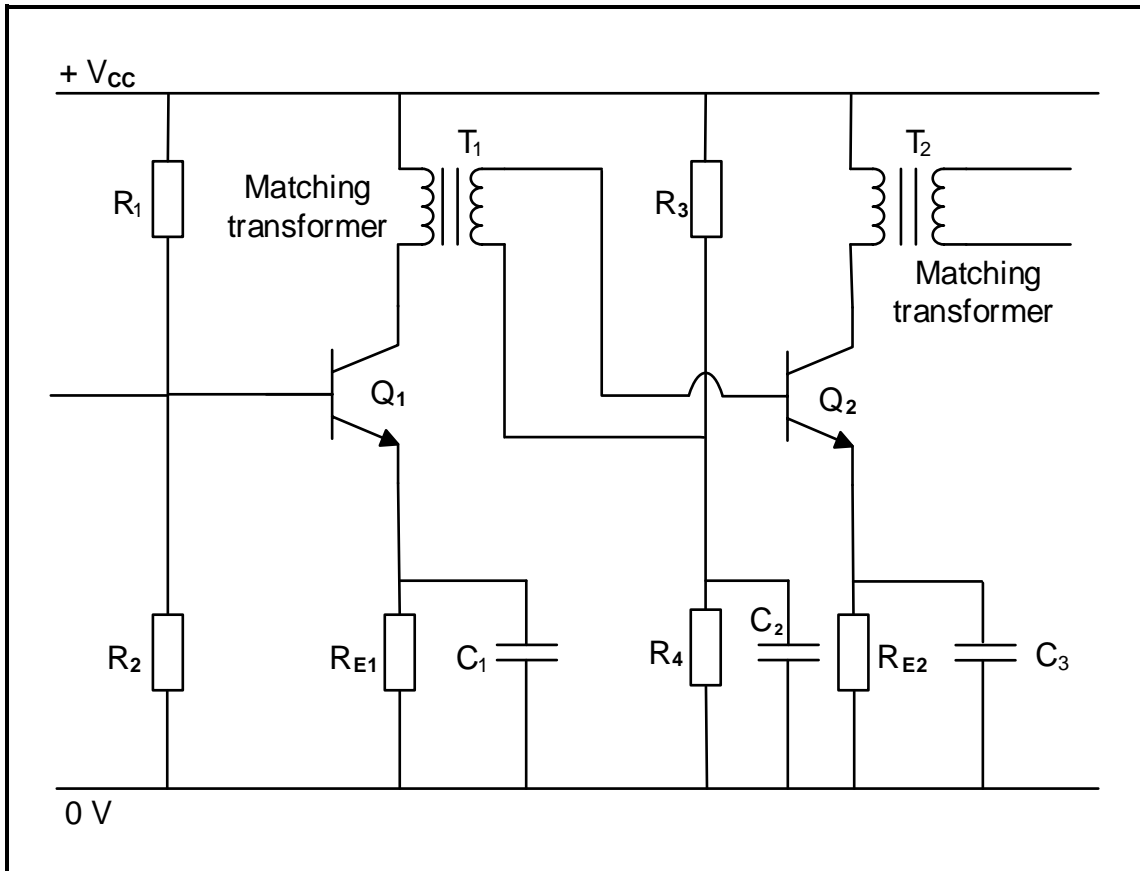 + Vcc
T1
T2
Matching
transformer
R1
R3
Matching
transformer
Q1
Q2
R2
RE1
C1
R4
C2
RE2
C3
0 V